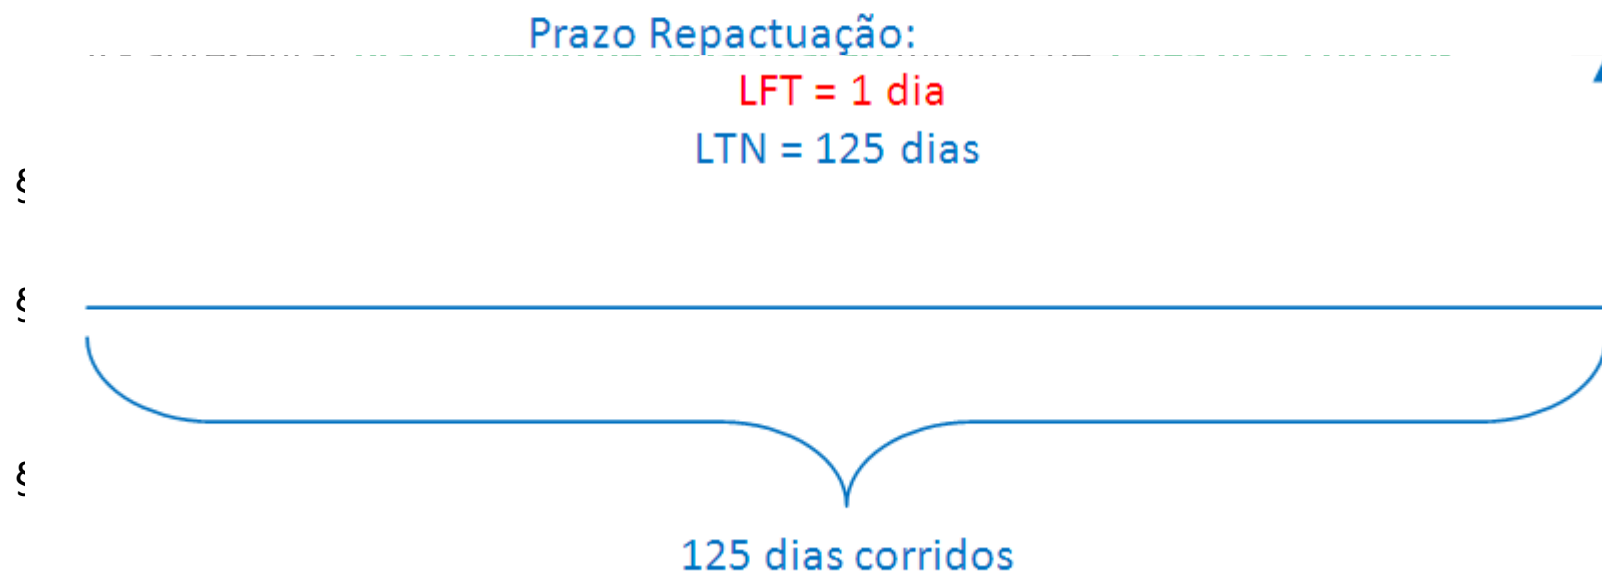 Prazo Repactuação:
LFT = 1 dia
LTN = 125 dias
125 dias corridos